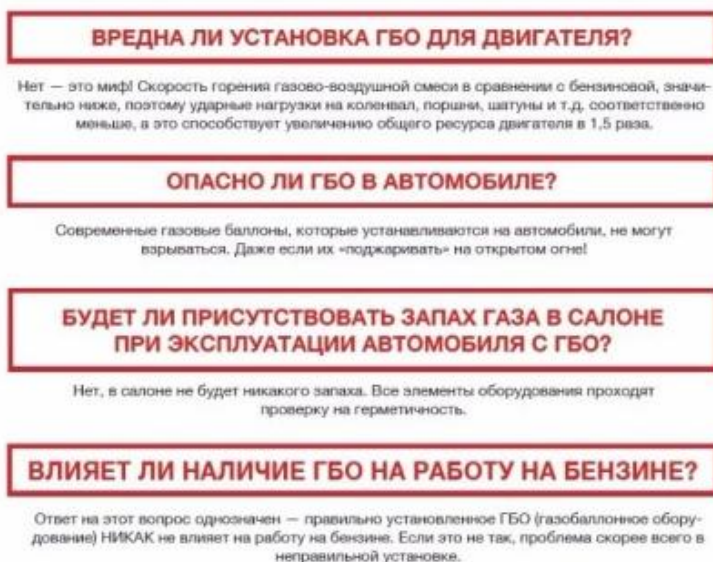 ВРЕДНА ЛИ УСТАНОВКА ГБО ДЛЯ ДВИГАТЕЛЯ?
Нет — это миф! Скорость горения газово-воздушной смеси в сравнении с бензиновой, значи-
тельно ниже, поэтому ударные нагрузки на коленвал, поршни, шатуны и т.д. соответственно
меньше, а это способствует увеличению общего ресурса двигателя в 1,5 раза.
ОПАСНО ЛИ ГБО В АВТОМОБИЛЕ?
Современные газовые баллоны, которые устанавливаются на автомобили, не могут
взрываться. Даже если их «поджаривать» на открытом огне!
БУДЕТ ЛИ ПРИСУТСТВОВАТЬ ЗАПАХ ГАЗА В САЛОНЕ
ПРИ ЭКСПЛУАТАЦИИ АВТОМОБИЛЯ С ГБО?
Нет, в салоне не будет никакого запаха. Все элементы оборудования проходят
проверку на герметичность.
ВЛИЯЕТ ЛИ НАЛИЧИЕ ГБО НА РАБОТУ НА БЕНЗИНЕ?
Ответ на этот вопрос однозначен — правильно установленное ГБО (газобаллонное обору-
дование) НИКАК не влияет на работу на бензине. Если это не так, проблема скорее всего в
неправильной установке.